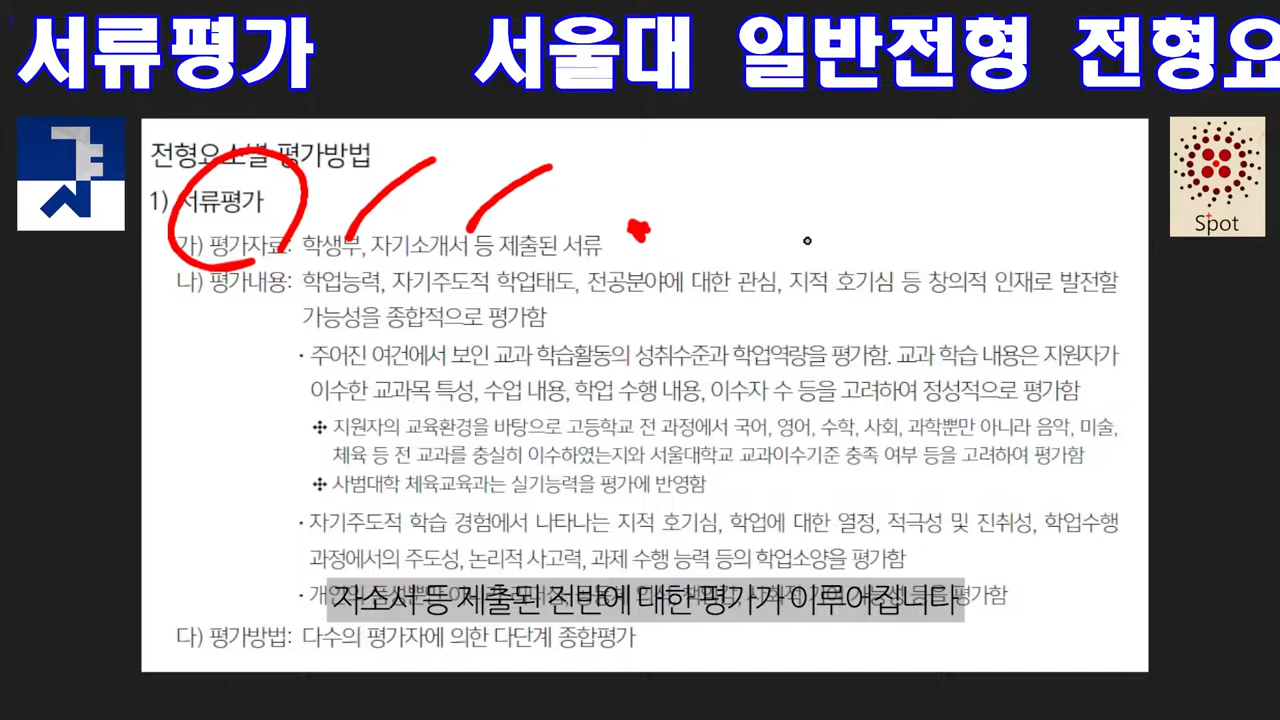 서류평가 서울대 일반전형 전형요
전형요소별 평가방법
1) 서류평가
가) 평가자료: 학생부, 자기소개서 등 제출된 서류
나) 평가내용: 학업능력, 자기주도적 학업태도, 전공분야에 대한 관심, 지적 호기심 등 창의적 인재로 발전할
가능성을 종합적으로 평가함
· 주어진 여건에서 보인 교과 학습활동의 성취수준과 학업역량을 평가함. 교과 학습 내용은 지원자가
이수한 교과목 특성, 수업 내용, 학업 수행 내용, 이수자 수 등을 고려하여 정성적으로 평가함
✣ 지원자의 교육환경을 바탕으로 고등학교 전 과정에서 국어, 영어, 수학, 사회, 과학뿐만 아니라 음악, 미술,
체육 등 전 교과를 충실히 이수하였는지와 서울대학교 교과이수기준 충족 여부 등을 고려하여 평가함
✣ 사범대학 체육교육과는 실기능력을 평가에 반영함
· 자기주도적 학습 경험에서 나타나는 지적 호기심, 학업에 대한 열정, 적극성 및 진취성, 학업수행
과정에서의 주도성, 논리적 사고력, 과제 수행 능력 등의 학업소양을 평가함
· 평가함
자소서 등 제출된 전반에 대한 평가가 이루어집니다
다) 평가방법: 다수의 평가자에 의한 다단계 종합평가
Spot